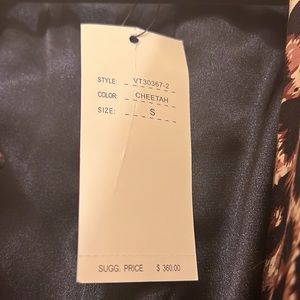 STYLE: VT30367-2
COLOR: CHEETAH
SIZE: S
SUGG. PRICE $ 360.00